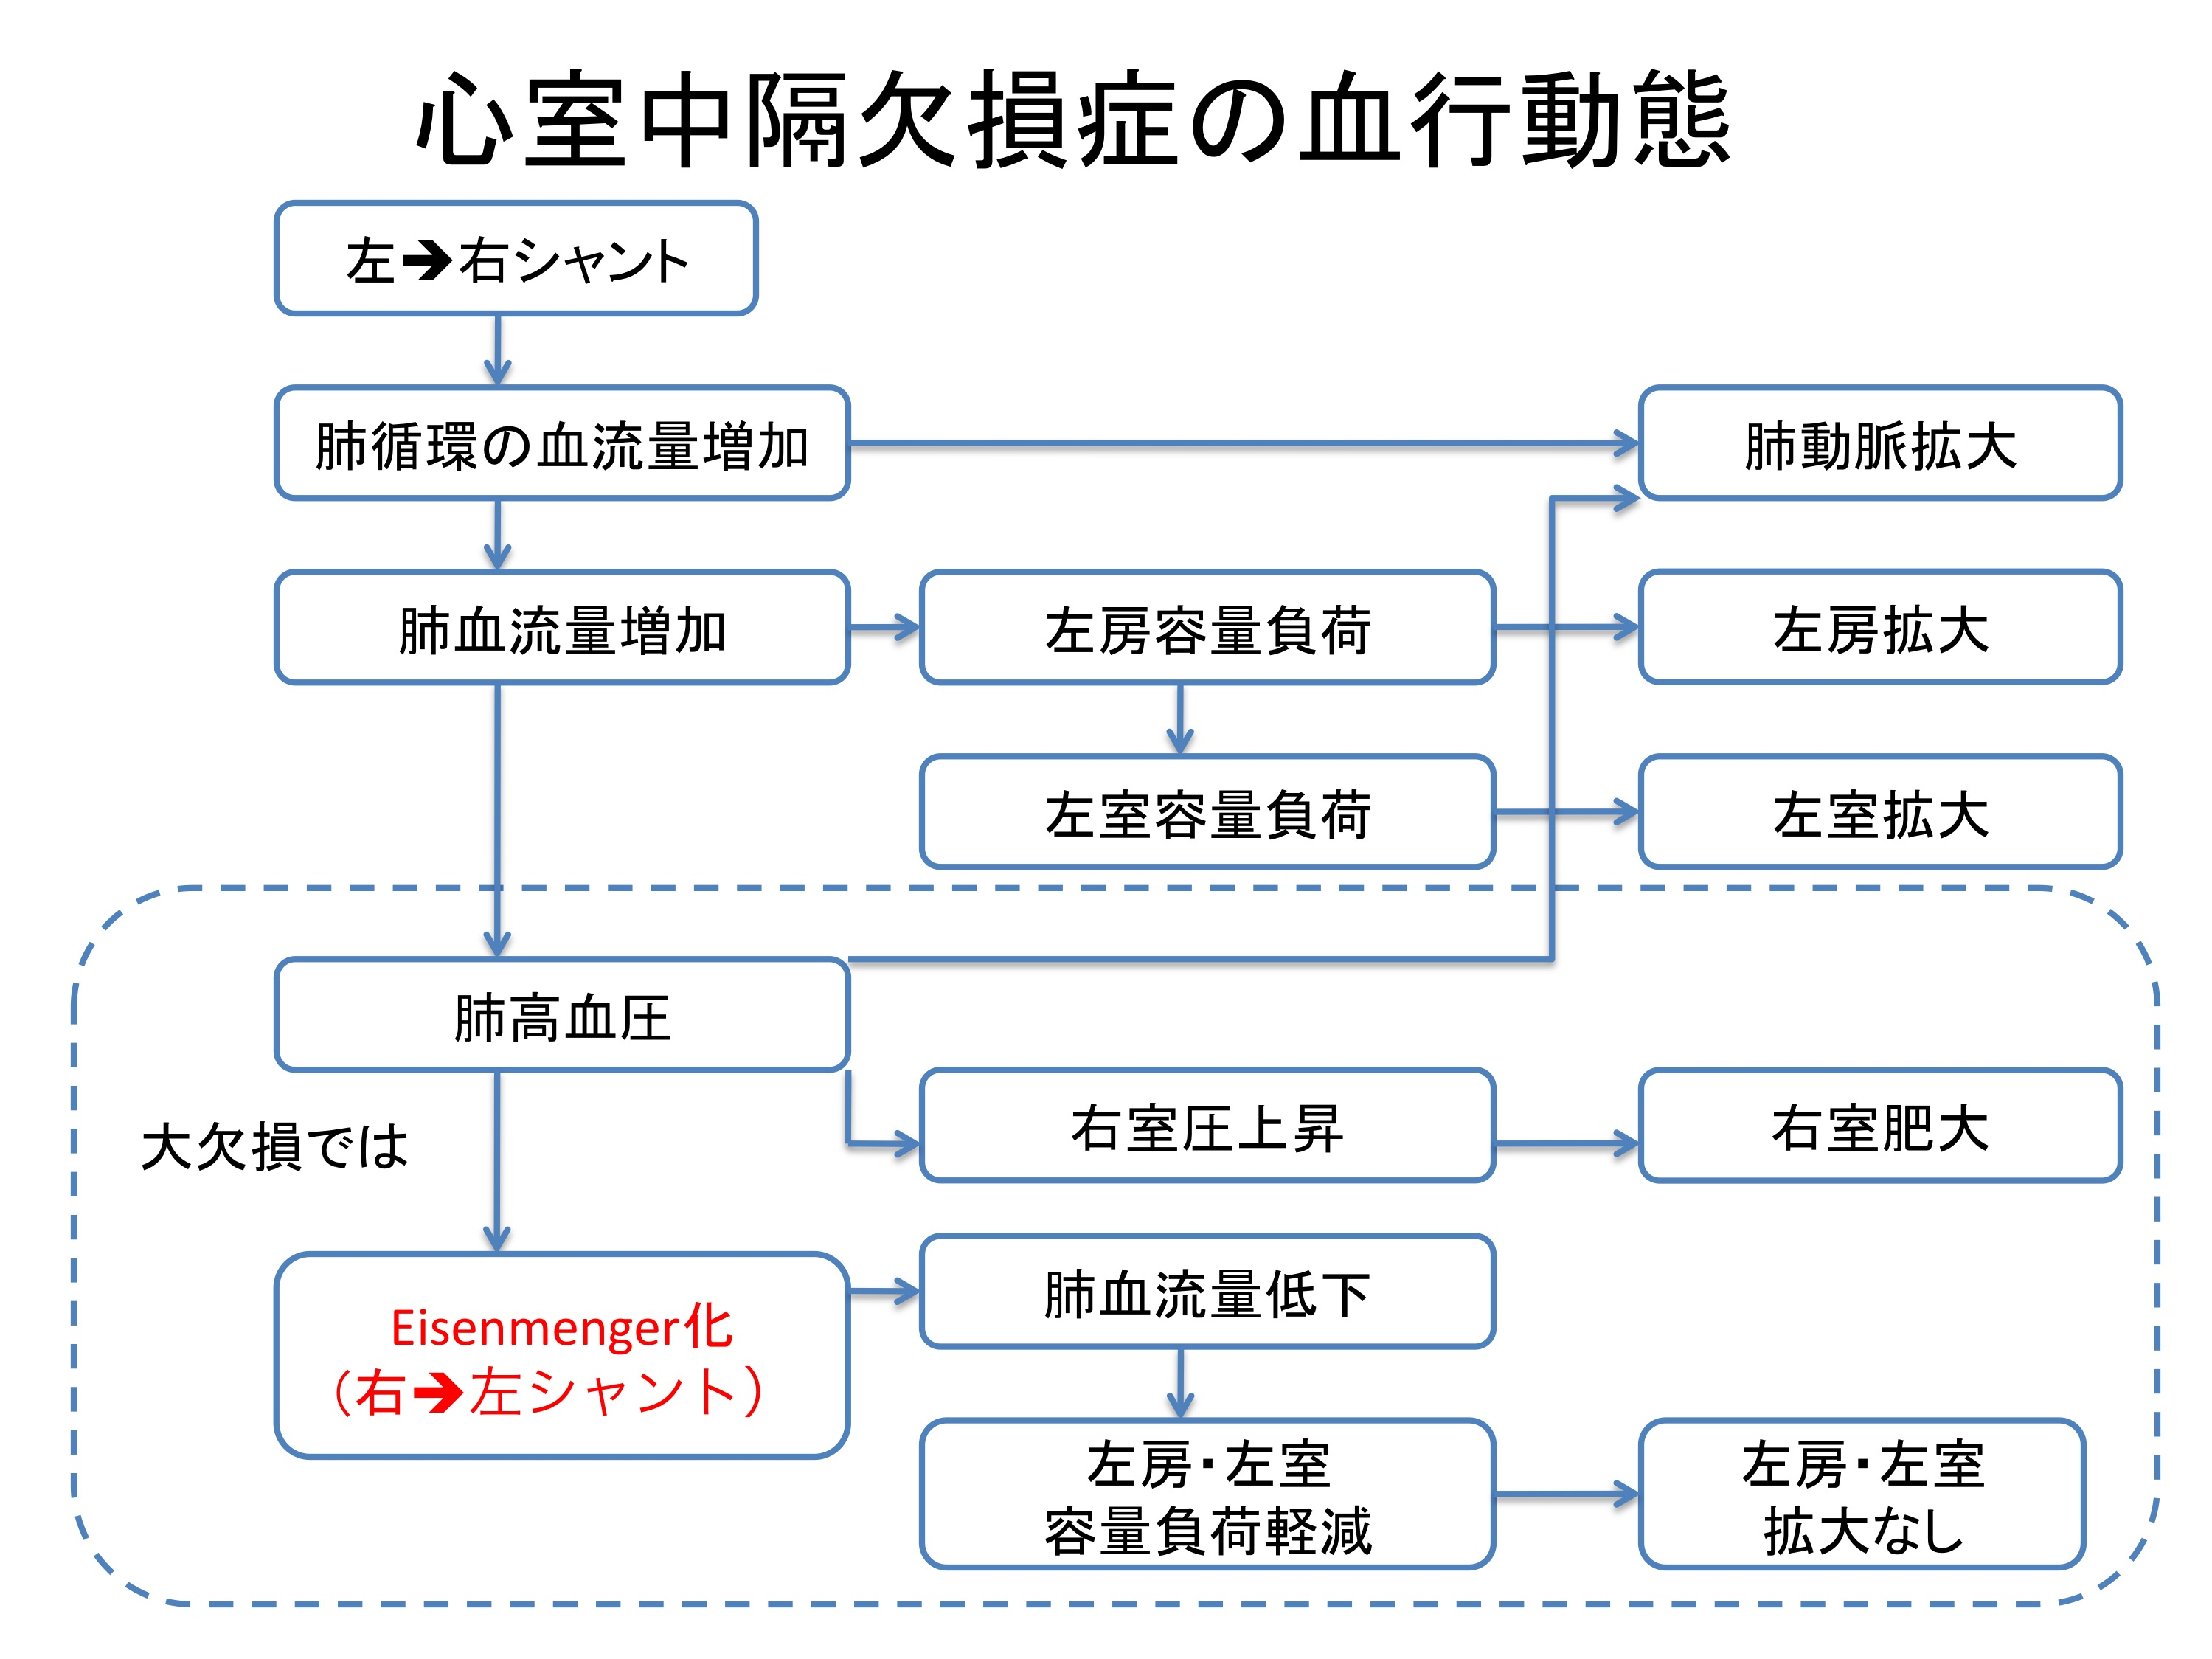 心室中隔欠損症の血行動態
左➔右シャント
肺循環の血流量増加
肺動脈拡大
肺血流量増加
左房容量負荷
左房拡大
左室容量負荷
左室拡大
肺高血圧
大欠損では
右室圧上昇
右室肥大
Eisenmenger化
（右➔左シャント）
肺血流量低下
左房・左室
容量負荷軽減
左房・左室
拡大なし